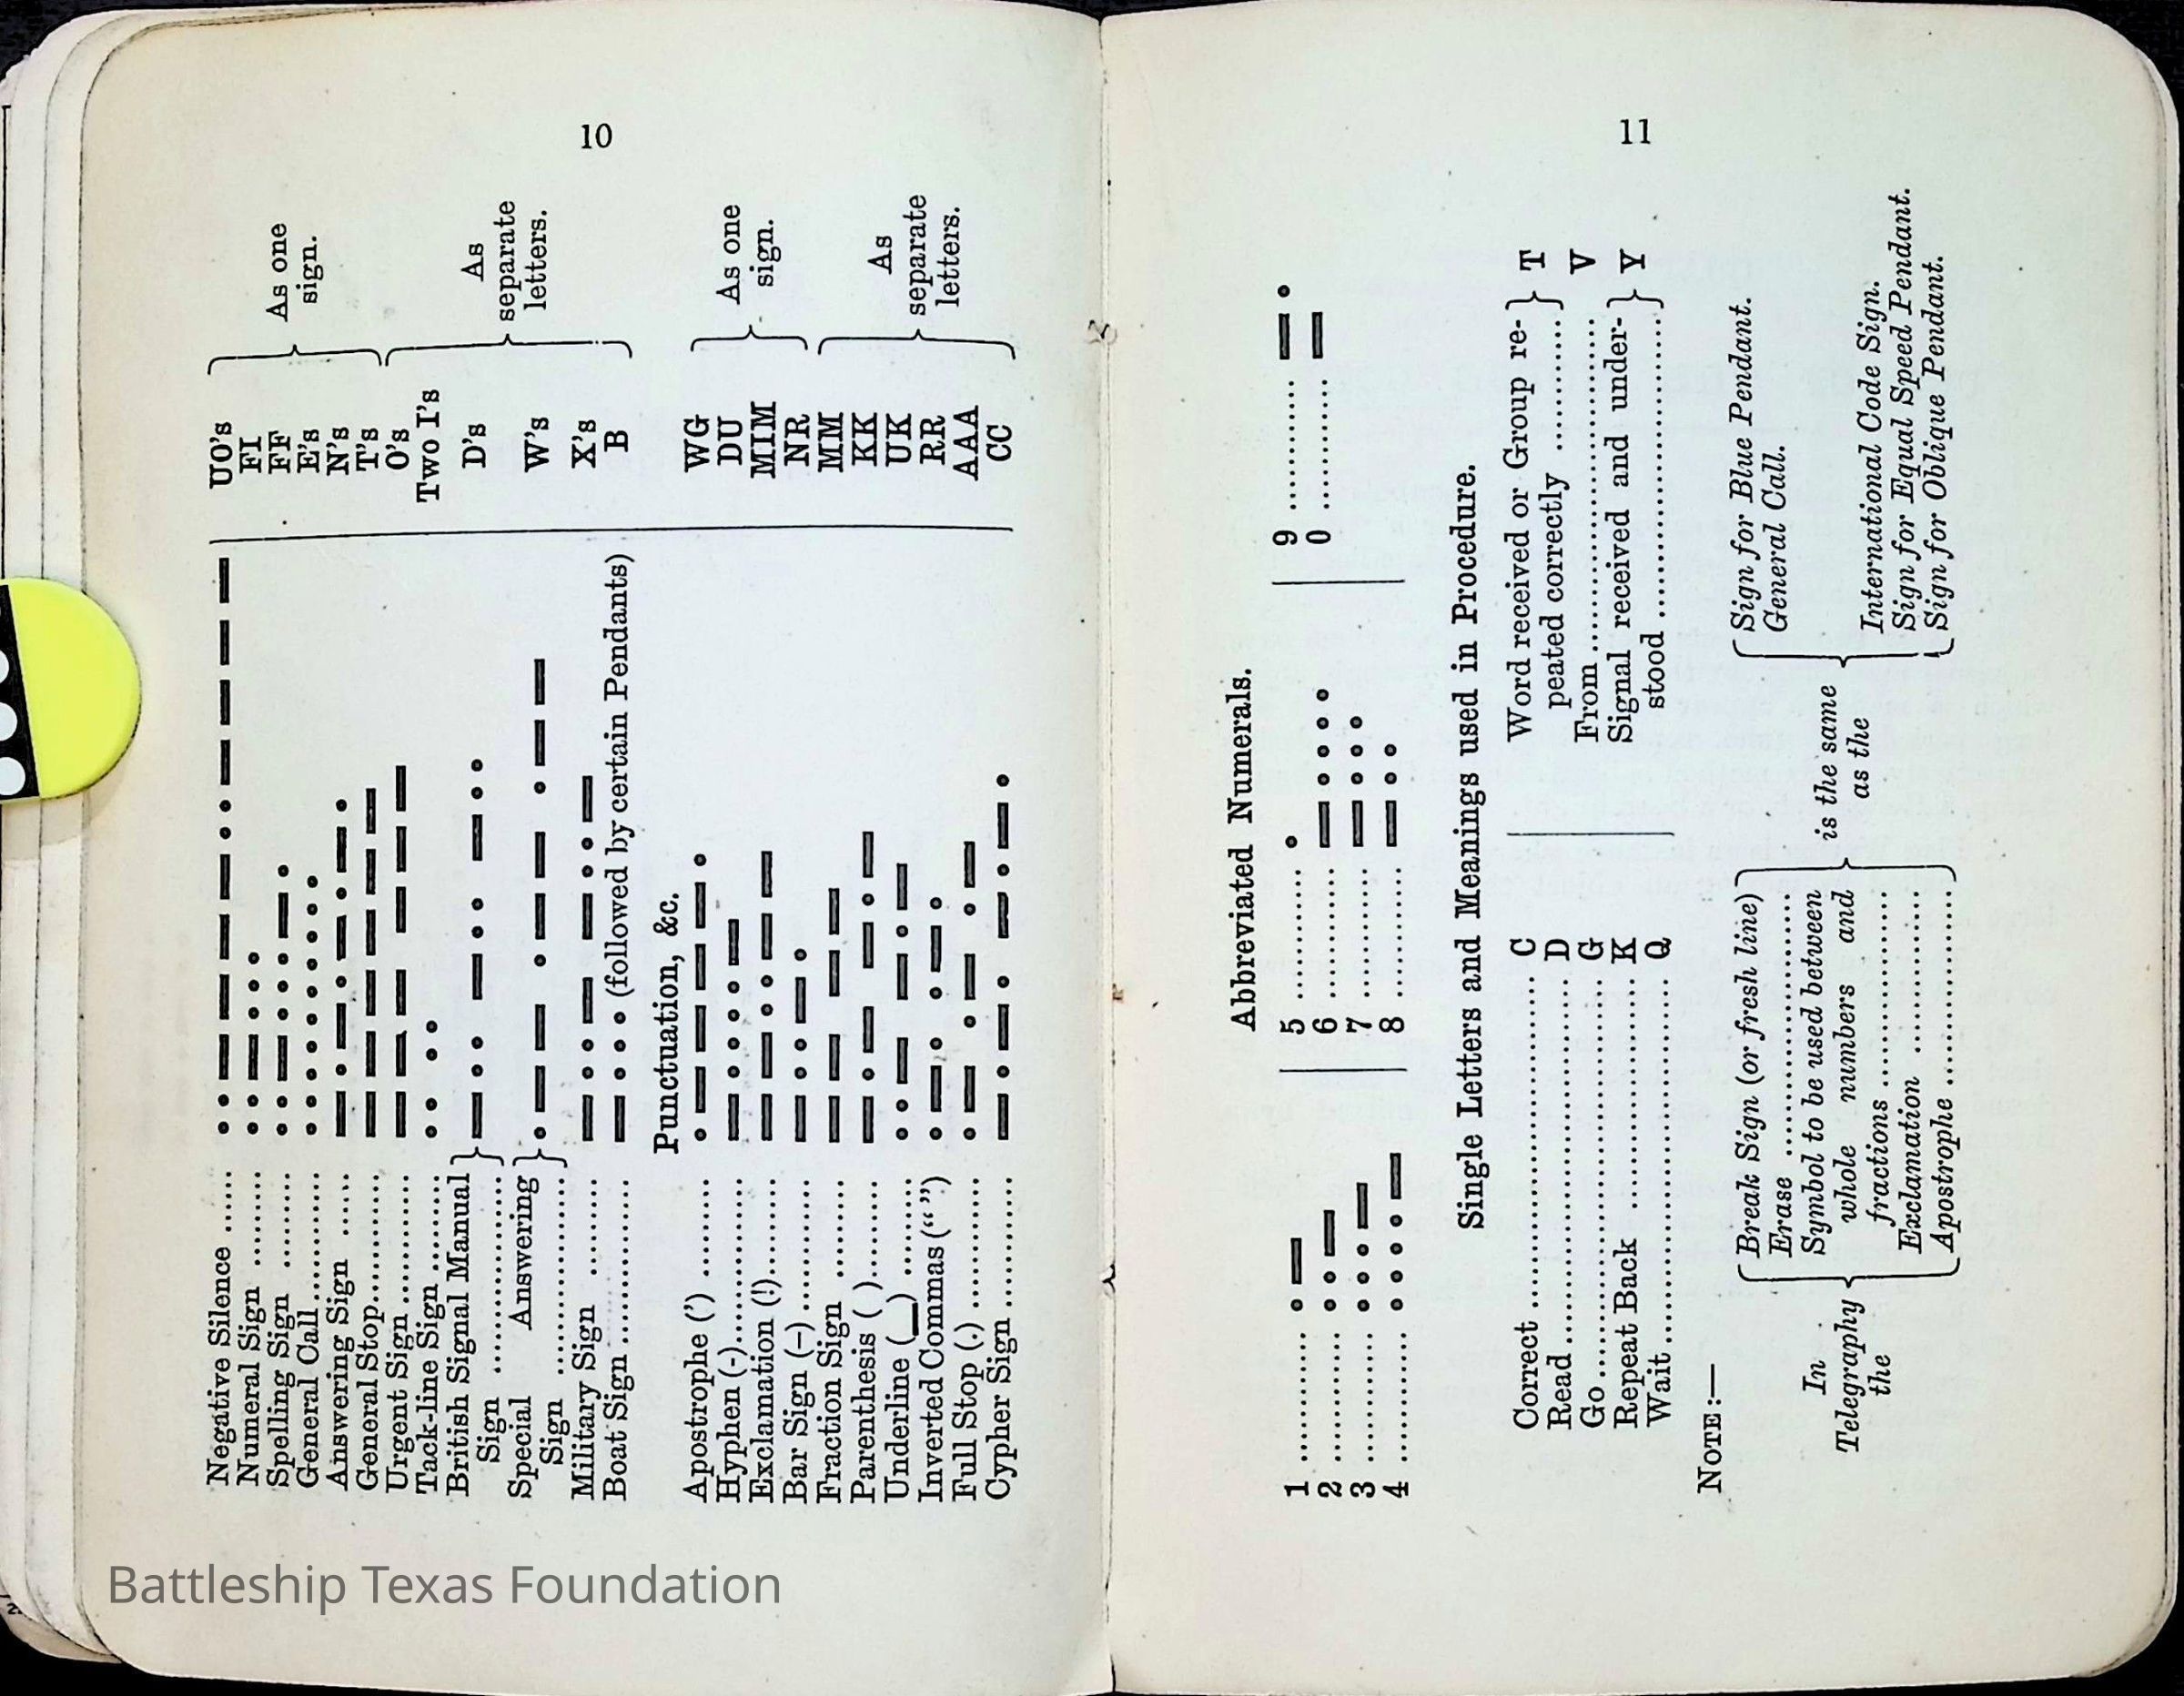 10
Negative Silence ...... • • — — — — • • — — — — UO's
Numeral Sign .......... • • — • • • FI
Spelling Sign .......... • • — • • • — • FF
General Call ............ • • • • • • • • • • E's
Answering Sign ...... — • — • — • — • N's
General Stop ............ — — — — — — T's
As one
sign.
Urgent Sign ............ — — —   — — — O's
Tack-line Sign .......... • •   • • Two I's
British Signal Manual
Sign ............ — • •   — • •   — • • D's
Special Answering
Sign ............ • — —   • — —   • — — W's
Military Sign .......... — • • —   — • • — X's
Boat Sign ............ — • • • (followed by certain Pendants) B
As
separate
letters.
Punctuation, &c.
Apostrophe (') .......... • — — — — • WG
Hyphen (-) ............ — • • • • — DU
Exclamation (!) .......... — — • • — — MIM
Bar Sign (–) ............ — • • — • NR
As one
sign.
Fraction Sign .......... — —   — — MM
Parenthesis ( ) .......... — • —   — • — KK
Underline (__) .......... • • —   — • — UK
Inverted Commas (“ ”) • — •   • — • RR
Full Stop (.) ............ • —   • —   • — AAA
Cypher Sign ............ — • — •   — • — • CC
As
separate
letters.
11
Abbreviated Numerals.
1 ............ • — 5 ............ • 9 ............ — •
2 ............ • • — 6 ............ — • • • • 0 ............ —
3 ............ • • • — 7 ............ — • • •
4 ............ • • • • — 8 ............ — • •
Single Letters and Meanings used in Procedure.
Correct ............ C
Read ............ D
Go ............ G
Repeat Back ............ K
Wait ............ Q
Word received or Group re-
peated correctly ............ T
From ............ V
Signal received and under-
stood ............ Y
NOTE:—
In
Telegraphy
the
Break Sign (or fresh line)
Erase ............
Symbol to be used between
whole numbers and
fractions ............
Exclamation ............
Apostrophe ............
is the same
as the
Sign for Blue Pendant.
General Call.
International Code Sign.
Sign for Equal Speed Pendant.
Sign for Oblique Pendant.
Battleship Texas Foundation